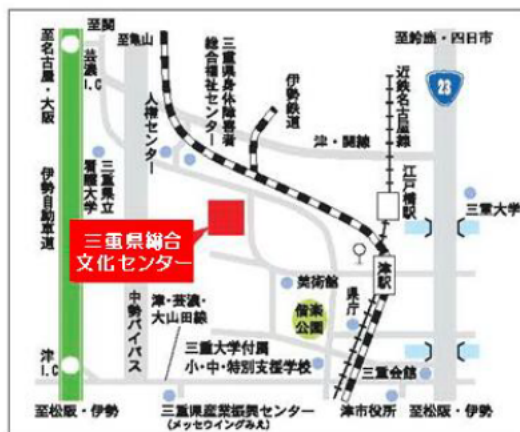 至関
至名古屋・大阪
芸濃
I.C
至亀山
三重県身体障害者
総合福祉センター
人権センター
伊勢鉄道
津・関線
近鉄名古屋線
至鈴鹿・四日市
23
江戸橋駅
三重大学
三重県立
看護大学
伊勢自動車道
三重県総合
文化センター
中勢バイパス
津・芸濃・
大山田線
美術館
偕楽
公園
津駅
県庁
三重大学付属
小・中・特別支援学校
三重会館
津
I.C
至松阪・伊勢
三重県産業振興センター
(メッセウイングみえ)
津市役所
至松阪・伊勢